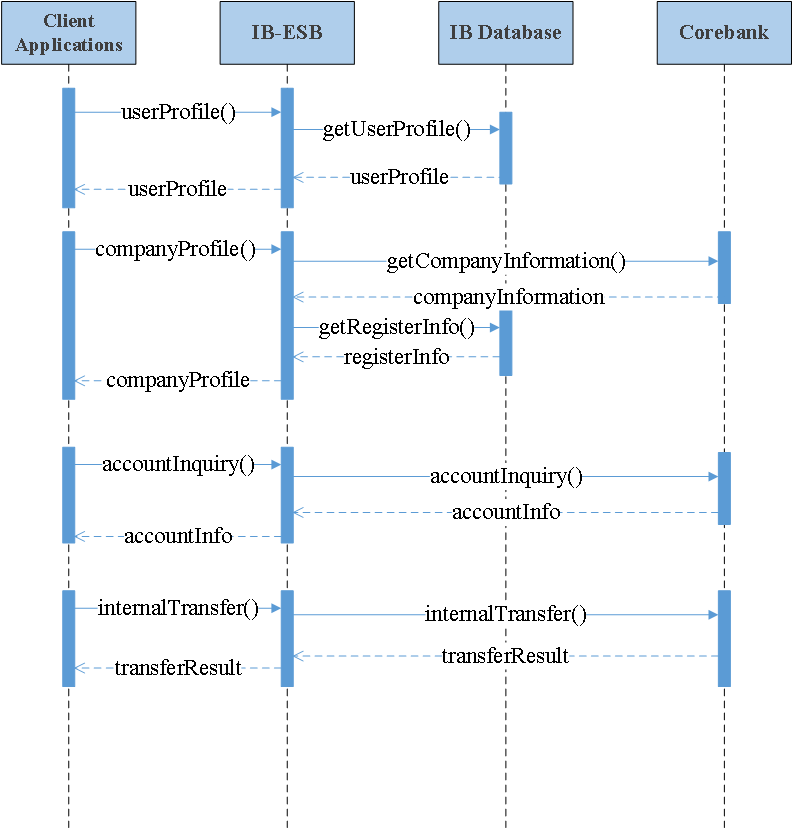 Client
Applications
IB-ESB
IB Database
Corebank
userProfile()
getUserProfile()
userProfile
userProfile
companyProfile()
getCompanyInformation()
companyInformation
getRegisterInfo()
registerInfo
companyProfile
accountInquiry()
accountInquiry()
accountInfo
accountInfo
internalTransfer()
internalTransfer()
transferResult
transferResult